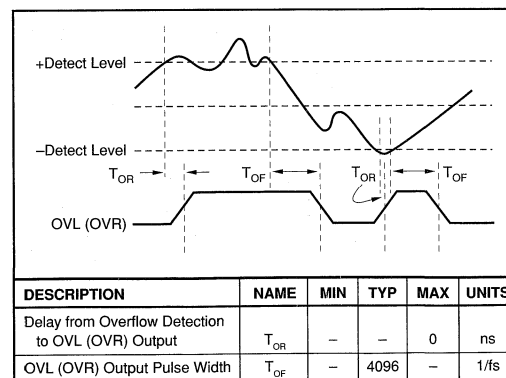 +Detect Level
−Detect Level
TOR
TOF
TOR
TOF
OVL (OVR)
DESCRIPTION NAME MIN TYP MAX UNITS
Delay from Overflow Detection
to OVL (OVR) Output TOR – – 0 ns
OVL (OVR) Output Pulse Width TOF – 4096 – 1/fs